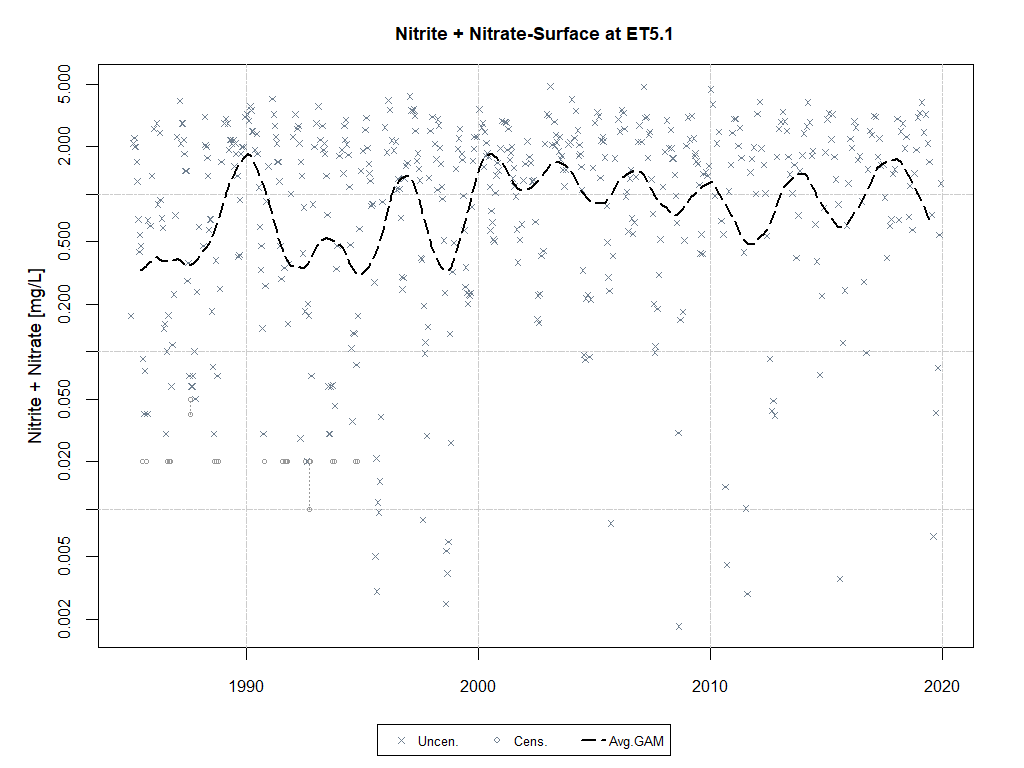 Nitrite + Nitrate-Surface at ET5.1
Nitrite + Nitrate [mg/L]
5.000
2.000
0.500
0.200
0.050
0.020
0.005
0.002
1990 2000 2010 2020
Uncen. Cens. Avg.GAM